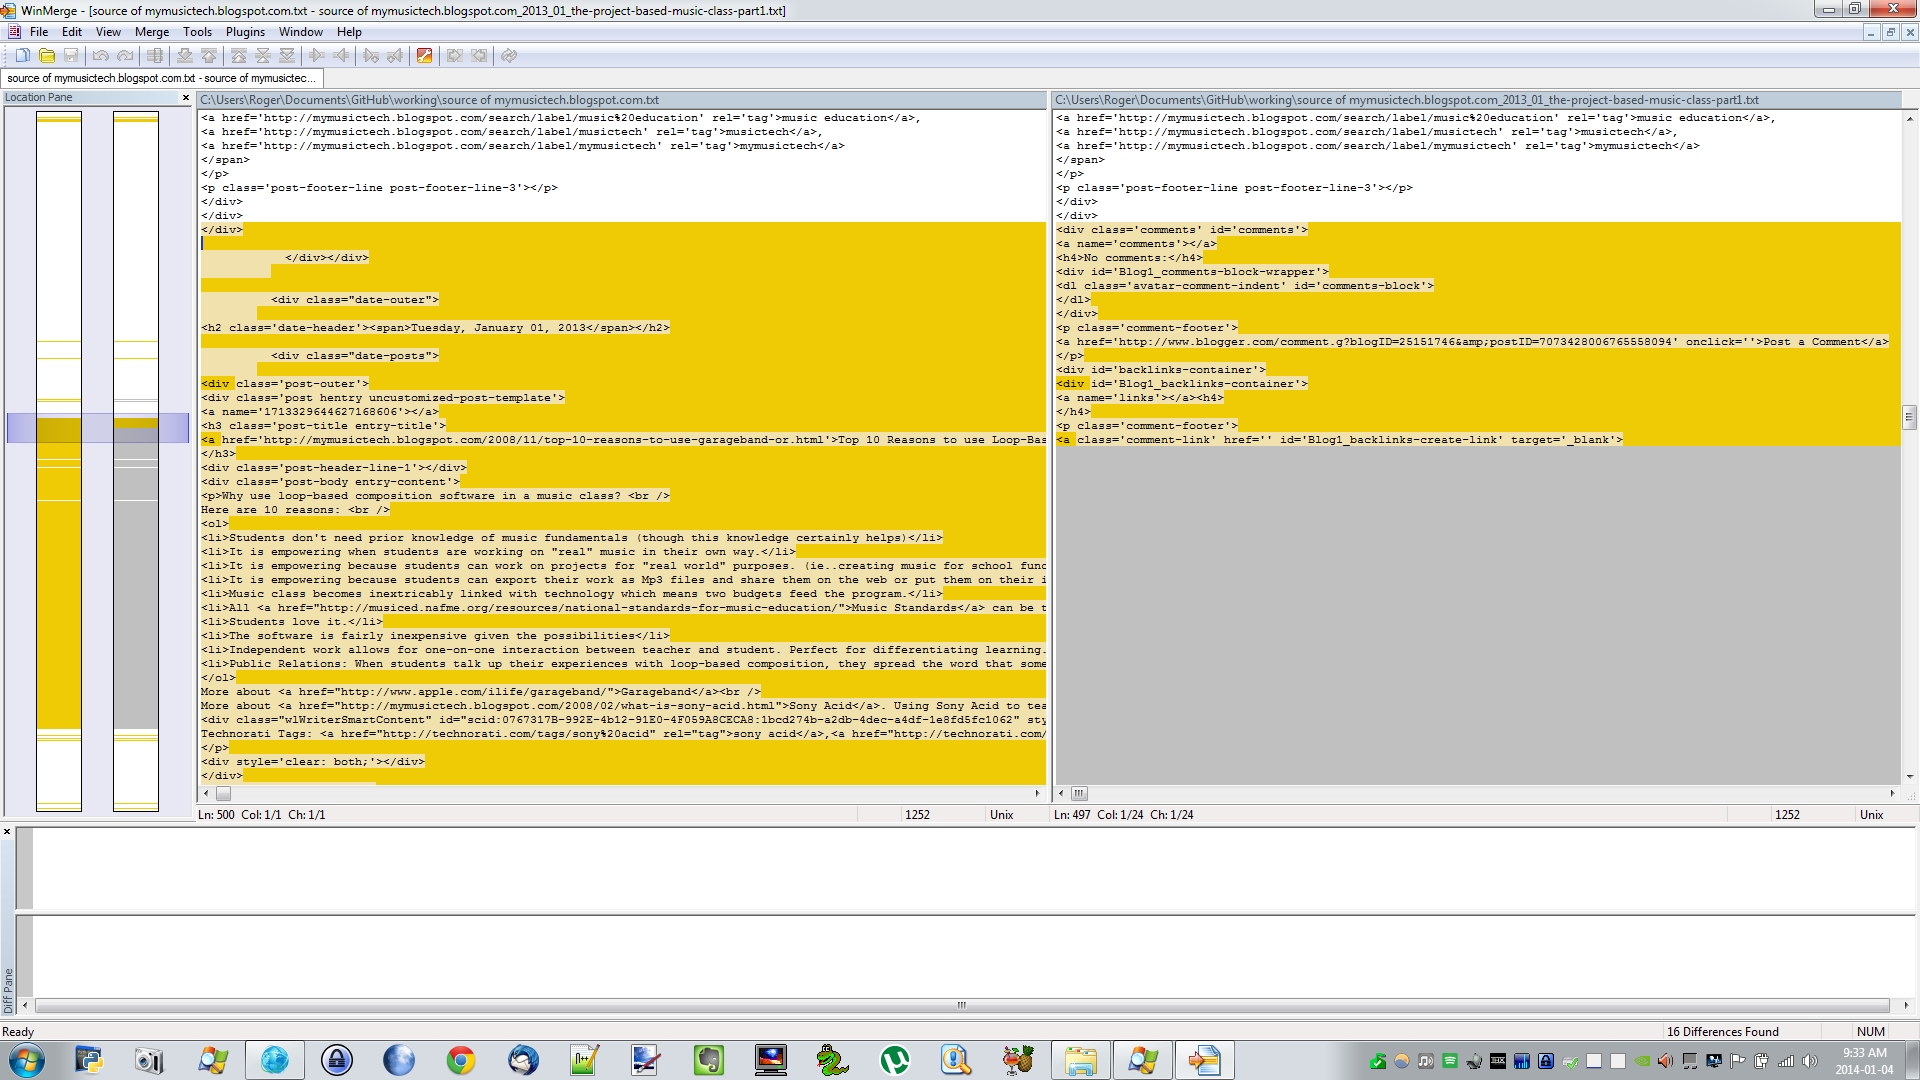 WinMerge - [source of mymusictech.blogspot.com.txt - source of mymusictech.blogspot.com_2013_01_the-project-based-music-class-part1.txt]
File Edit View Merge Tools Plugins Window Help
source of mymusictech.blogspot.com.txt - source of mymusictec...
Location Pane
C:\Users\Roger\Documents\GitHub\working\source of mymusictech.blogspot.com.txt
<a href='http://mymusictech.blogspot.com/search/label/music%20education' rel='tag'>music education</a>,
<a href='http://mymusictech.blogspot.com/search/label/musictech' rel='tag'>musictech</a>,
<a href='http://mymusictech.blogspot.com/search/label/mymusictech' rel='tag'>mymusictech</a>
</span>
</p>
<p class='post-footer-line post-footer-line-3'></p>
</div>
</div>
</div>
</div></div>
<div class="date-outer">
<h2 class='date-header'><span>Tuesday, January 01, 2013</span></h2>
<div class="date-posts">
<div class='post-outer'>
<div class='post hentry uncustomized-post-template'>
<a name='1713329644627168606'></a>
<h3 class='post-title entry-title'>
<a href='http://mymusictech.blogspot.com/2008/11/top-10-reasons-to-use-garageband-or.html'>Top 10 Reasons to use Loop-Bas
</h3>
<div class='post-header-line-1'></div>
<div class='post-body entry-content'>
<p>Why use loop-based composition software in a music class? <br />
Here are 10 reasons: <br />
<ol>
<li>Students don't need prior knowledge of music fundamentals (though this knowledge certainly helps)</li>
<li>It is empowering when students are working on "real" music in their own way.</li>
<li>It is empowering because students can work on projects for "real world" purposes. (ie..creating music for school func
<li>It is empowering because students can export their work as Mp3 files and share them on the web or put them on their i
<li>Music class becomes inextricably linked with technology which means two budgets feed the program.</li>
<li>All <a href="http://musiced.nafme.org/resources/national-standards-for-music-education/">Music Standards</a> can be t
<li>Students love it.</li>
<li>The software is fairly inexpensive given the possibilities</li>
<li>Independent work allows for one-on-one interaction between teacher and student. Perfect for differentiating learning.
<li>Public Relations: When students talk up their experiences with loop-based composition, they spread the word that some
</ol>
More about <a href="http://www.apple.com/ilife/garageband/">Garageband</a><br />
More about <a href="http://mymusictech.blogspot.com/2008/02/what-is-sony-acid.html">Sony Acid</a>. Using Sony Acid to tea
<div class="wlWriterSmartContent" id="scid:0767317B-992E-4b12-91E0-4F059A8CECA8:1bcd274b-a2db-4dec-a4df-1e8fd5fc1062" sty
Technorati Tags: <a href="http://technorati.com/tags/sony%20acid" rel="tag">sony acid</a>,<a href="http://technorati.com/
</p>
<div style='clear: both;'></div>
</div>
Ln: 500 Col: 1/1 Ch: 1/1 1252 Unix
C:\Users\Roger\Documents\GitHub\working\source of mymusictech.blogspot.com_2013_01_the-project-based-music-class-part1.txt
<a href='http://mymusictech.blogspot.com/search/label/music%20education' rel='tag'>music education</a>,
<a href='http://mymusictech.blogspot.com/search/label/musictech' rel='tag'>musictech</a>,
<a href='http://mymusictech.blogspot.com/search/label/mymusictech' rel='tag'>mymusictech</a>
</span>
</p>
<p class='post-footer-line post-footer-line-3'></p>
</div>
</div>
<div class='comments' id='comments'>
<a name='comments'></a>
<h4>No comments:</h4>
<div id='Blog1_comments-block-wrapper'>
<dl class='avatar-comment-indent' id='comments-block'>
</dl>
</div>
<p class='comment-footer'>
<a href='http://www.blogger.com/comment.g?blogID=25151746&amp;postID=7073428006765558094' onclick=''>Post a Comment</a>
</p>
<div id='backlinks-container'>
<div id='Blog1_backlinks-container'>
<a name='links'></a><h4>
</h4>
<p class='comment-footer'>
<a class='comment-link' href='' id='Blog1_backlinks-create-link' target='_blank'>
Ln: 497 Col: 1/24 Ch: 1/24 1252 Unix
Diff Pane
Ready
16 Differences Found NUM
9:33 AM
2014-01-04